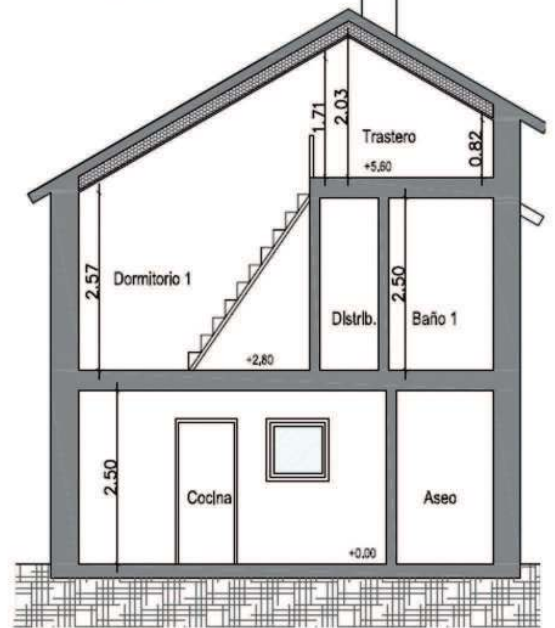 1.71
2.03
Trastero
0.82
+5,60
2.57
Dormitorio 1
2.50
Distrib.
Baño 1
+2,80
2.50
Cocina
Aseo
+0,00